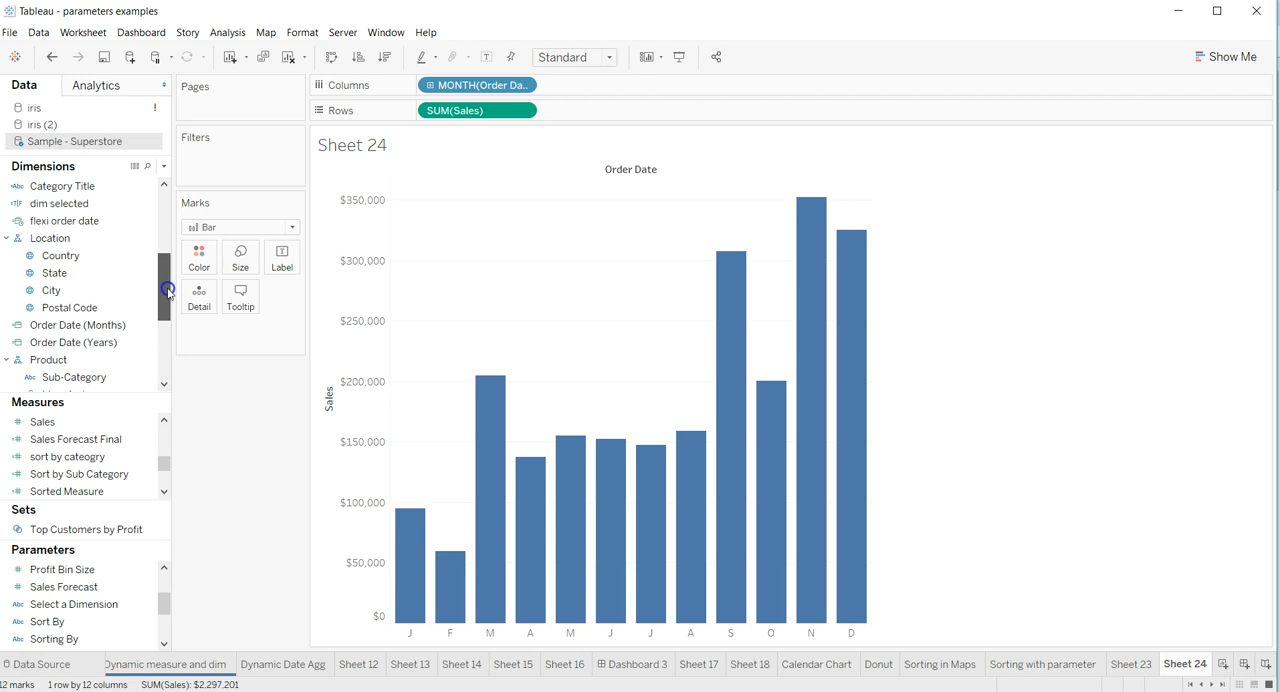 Tableau - parameters examples
File Data Worksheet Dashboard Story Analysis Map Format Server Window Help
Standard
Show Me
Data Analytics
Pages
iii Columns
MONTH(Order Da..
iris !
iris (2)
Sample - Superstore
Rows
SUM(Sales)
Filters
Sheet 24
Dimensions
Abc Category Title
T|F dim selected
flexi order date
Location
Country
State
City
Postal Code
Order Date (Months)
Order Date (Years)
Product
Abc Sub-Category
Marks
Bar
Color Size Label
Detail Tooltip
Order Date
Sales
$350,000
$300,000
$250,000
$200,000
$150,000
$100,000
$50,000
$0
J F M A M J J A S O N D
Measures
# Sales
# Sales Forecast Final
# sort by cateogry
# Sort by Sub Category
# Sorted Measure
Sets
Top Customers by Profit
Parameters
# Profit Bin Size
# Sales Forecast
Abc Select a Dimension
Abc Sort By
Abc Sorting By
Data Source Dynamic measure and dim Dynamic Date Agg Sheet 12 Sheet 13 Sheet 14 Sheet 15 Sheet 16 Dashboard 3 Sheet 17 Sheet 18 Calendar Chart Donut Sorting in Maps Sorting with parameter Sheet 23 Sheet 24
12 marks 1 row by 12 columns SUM(Sales): $2,297,201